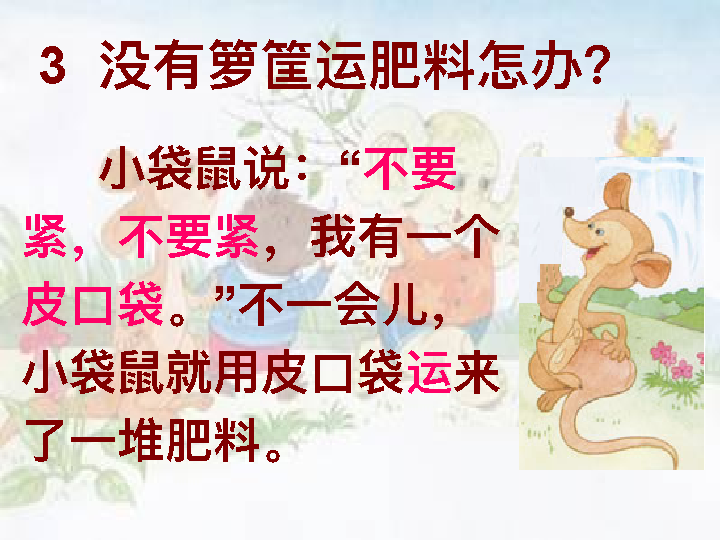 3 没有箩筐运肥料怎办?
小袋鼠说：“不要
紧，不要紧，我有一个
皮口袋。”不一会儿，
小袋鼠就用皮口袋运来
了一堆肥料。